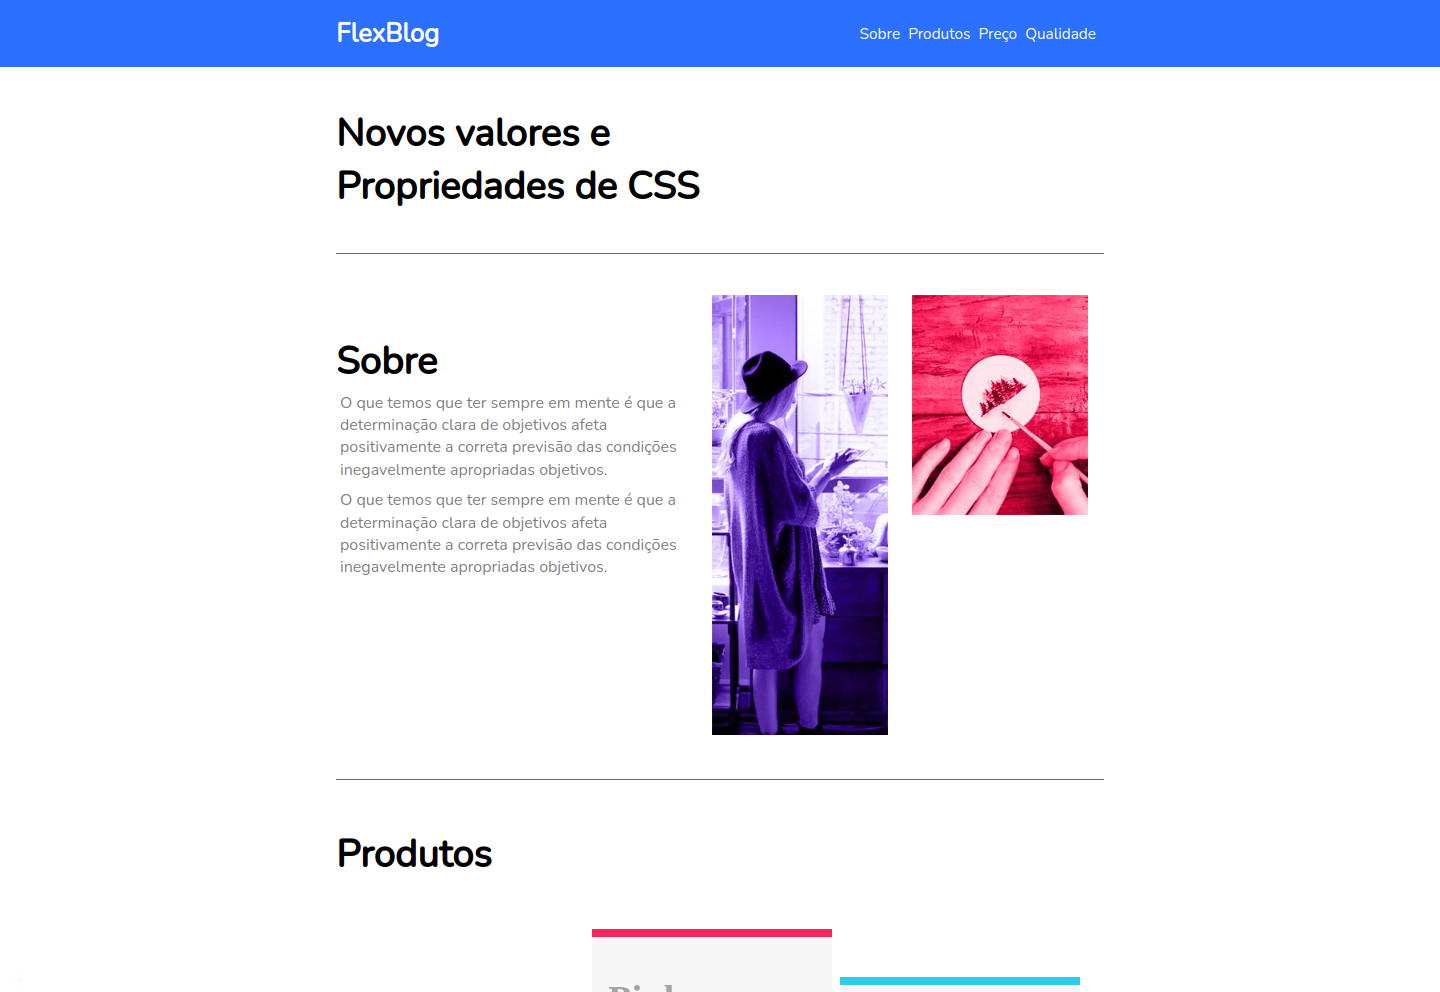 FlexBlog
Sobre Produtos Preço Qualidade
Novos valores e
Propriedades de CSS
Sobre
O que temos que ter sempre em mente é que a
determinação clara de objetivos afeta
positivamente a correta previsão das condições
inegavelmente apropriadas objetivos.
O que temos que ter sempre em mente é que a
determinação clara de objetivos afeta
positivamente a correta previsão das condições
inegavelmente apropriadas objetivos.
Produtos